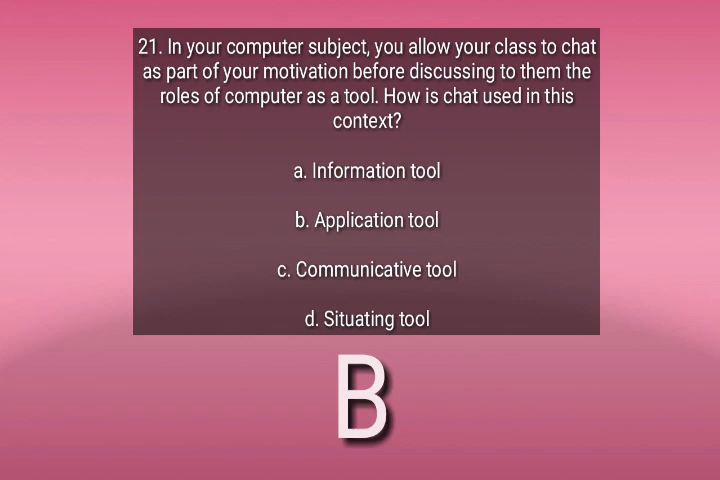 21. In your computer subject, you allow your class to chat
as part of your motivation before discussing to them the
roles of computer as a tool. How is chat used in this
context?
a. Information tool
b. Application tool
c. Communicative tool
d. Situating tool
B